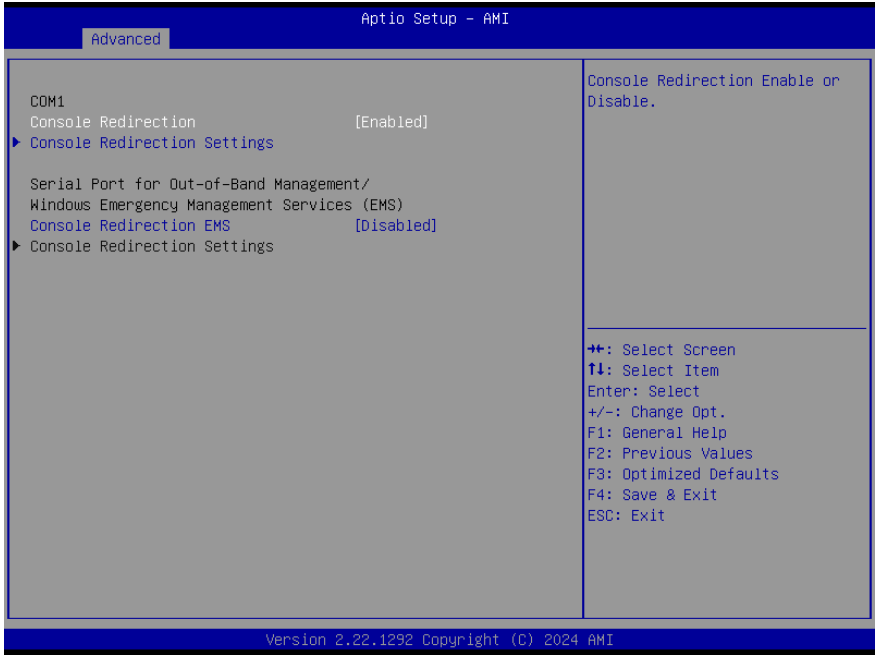 Aptio Setup – AMI
Advanced
COM1
Console Redirection [Enabled]
Console Redirection Settings
Serial Port for Out-of-Band Management/
Windows Emergency Management Services (EMS)
Console Redirection EMS [Disabled]
Console Redirection Settings
Console Redirection Enable or
Disable.
→←: Select Screen
↑↓: Select Item
Enter: Select
+/-: Change Opt.
F1: General Help
F2: Previous Values
F3: Optimized Defaults
F4: Save & Exit
ESC: Exit
Version 2.22.1292 Copyright (C) 2024 AMI